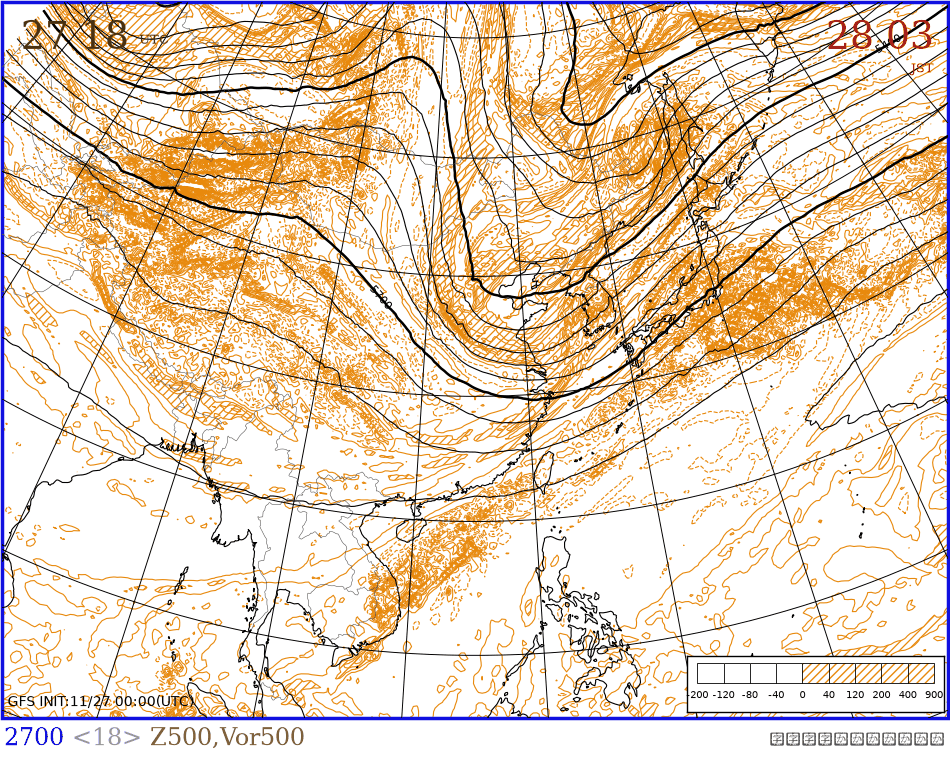 27 18 UTC
28 03
JST
5700
-200 -120 -80 -40 0 40 120 200 400 900
GFS INIT:11/27 00:00(UTC)
2700 <18> Z500,Vor500